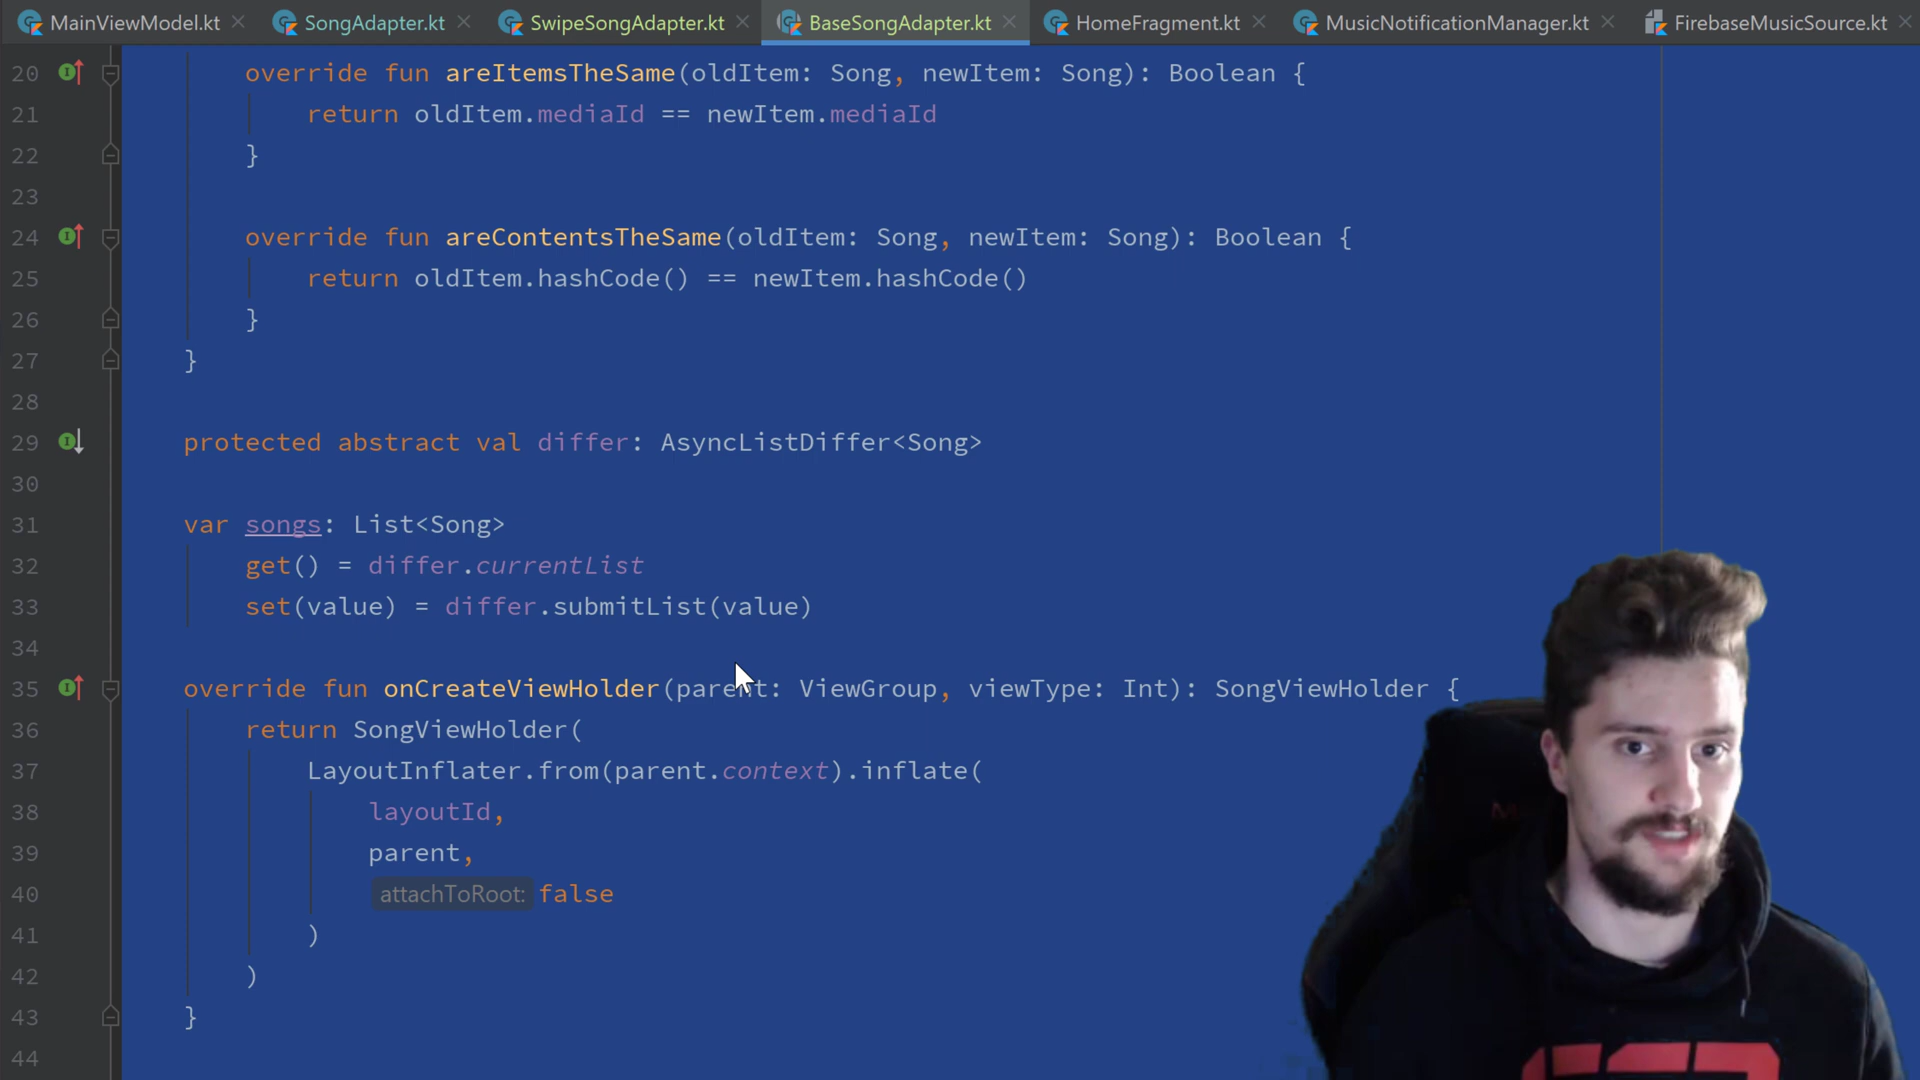 MainViewModel.kt SongAdapter.kt SwipeSongAdapter.kt BaseSongAdapter.kt HomeFragment.kt MusicNotificationManager.kt FirebaseMusicSource.kt
20 override fun areItemsTheSame(oldItem: Song, newItem: Song): Boolean {
21 return oldItem.mediaId == newItem.mediaId
22 }
23
24 override fun areContentsTheSame(oldItem: Song, newItem: Song): Boolean {
25 return oldItem.hashCode() == newItem.hashCode()
26 }
27 }
28
29 protected abstract val differ: AsyncListDiffer<Song>
30
31 var songs: List<Song>
32 get() = differ.currentList
33 set(value) = differ.submitList(value)
34
35 override fun onCreateViewHolder(parent: ViewGroup, viewType: Int): SongViewHolder {
36 return SongViewHolder(
37 LayoutInflater.from(parent.context).inflate(
38 layoutId,
39 parent,
40 attachToRoot: false
41 )
42 )
43 }
44